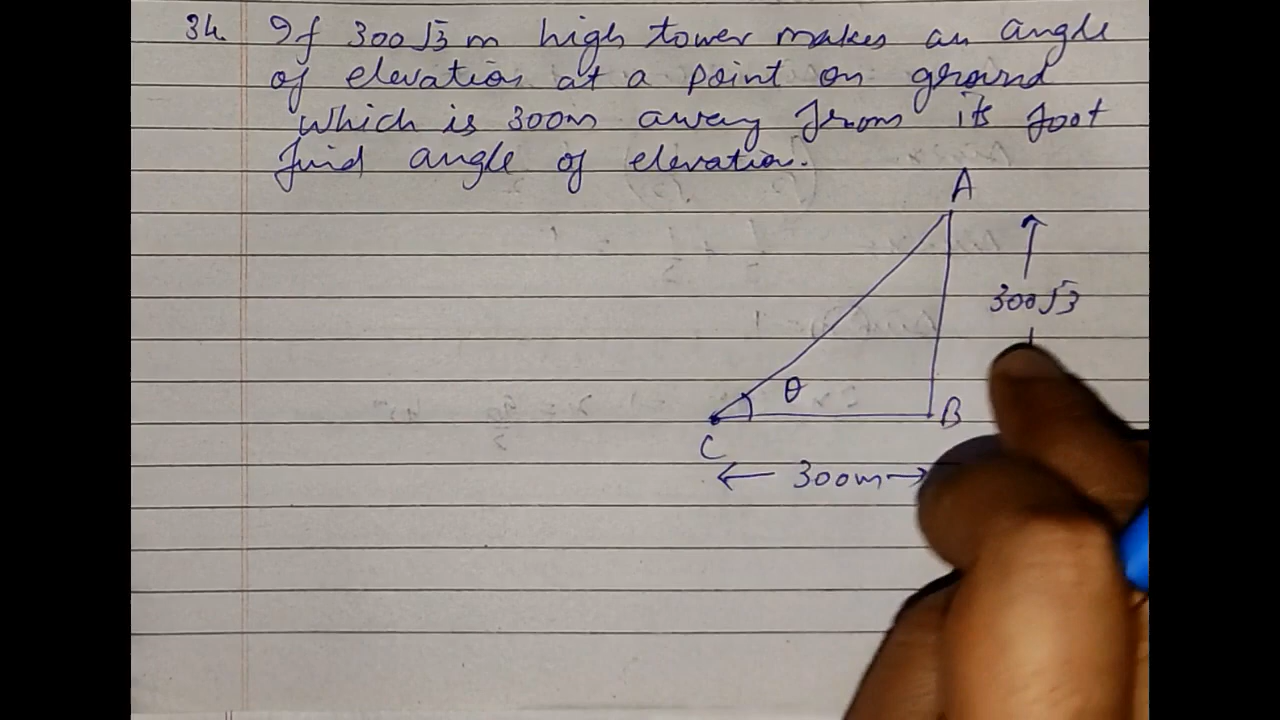 34. If 300√3 m high tower makes an angle
of elevation at a point on ground
which is 300m away from its foot
find angle of elevation.
A
300√3
θ
B
C
300m